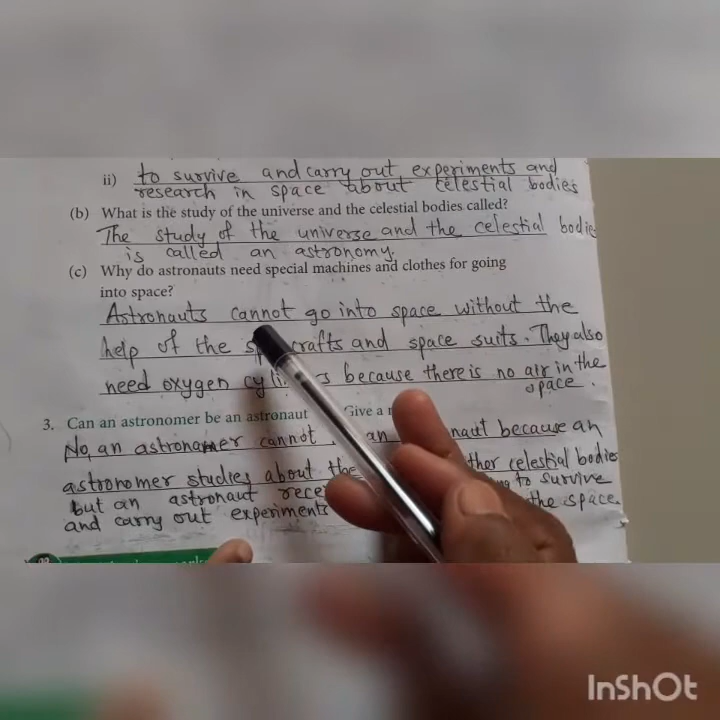 ii) to survive and carry out experiments and
research in space about celestial bodies
(b) What is the study of the universe and the celestial bodies called?
The study of the universe and the celestial bodie
is called an astronomy.
(c) Why do astronauts need special machines and clothes for going
into space?
Astronauts cannot go into space without the
help of the crafts and space suits. They also
need oxygen because there is no air in the
space.
3. Can an astronomer be an astronaut Give a
No, an astronamer cannot an because an
astronomer studies about the celestial bodies
but an astronaut to survive
and carry out experiments the space.
InShOt